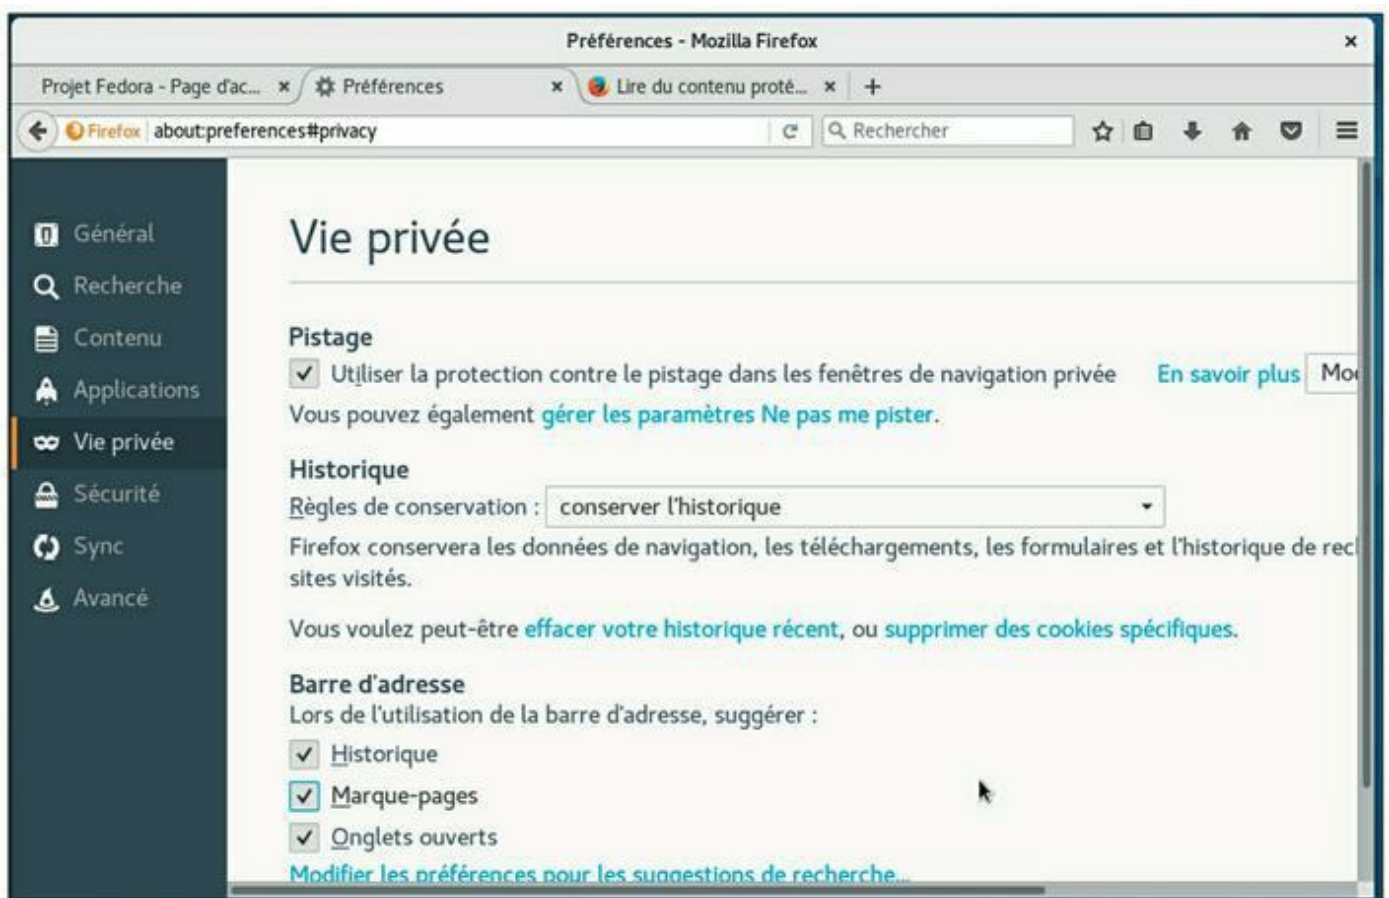 Préférences - Mozilla Firefox
Projet Fedora - Page d'ac... Préférences Lire du contenu proté...
Firefox about:preferences#privacy Rechercher
Général
Recherche
Contenu
Applications
Vie privée
Sécurité
Sync
Avancé
Vie privée
Pistage
Utiliser la protection contre le pistage dans les fenêtres de navigation privée En savoir plus
Vous pouvez également gérer les paramètres Ne pas me pister.
Historique
Règles de conservation : conserver l'historique
Firefox conservera les données de navigation, les téléchargements, les formulaires et l'historique de
sites visités.
Vous voulez peut-être effacer votre historique récent, ou supprimer des cookies spécifiques.
Barre d'adresse
Lors de l'utilisation de la barre d'adresse, suggérer :
Historique
Marque-pages
Onglets ouverts
Modifier les préférences pour les suggestions de recherche...